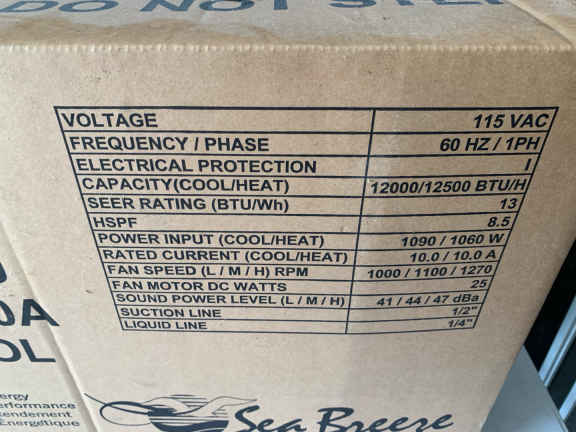 DO NOT STEP
VOLTAGE 115 VAC
FREQUENCY / PHASE 60 HZ / 1PH
ELECTRICAL PROTECTION I
CAPACITY(COOL/HEAT) 12000/12500 BTU/H
SEER RATING (BTU/Wh) 13
HSPF 8.5
POWER INPUT (COOL/HEAT) 1090 / 1060 W
RATED CURRENT (COOL/HEAT) 10.0 / 10.0 A
FAN SPEED (L / M / H) RPM 1000 / 1100 / 1270
FAN MOTOR DC WATTS 25
SOUND POWER LEVEL (L / M / H) 41 / 44 / 47 dBa
SUCTION LINE 1/2"
LIQUID LINE 1/4"
0A
OL
ergy
erformance
endement
Energétique
Sea Breeze